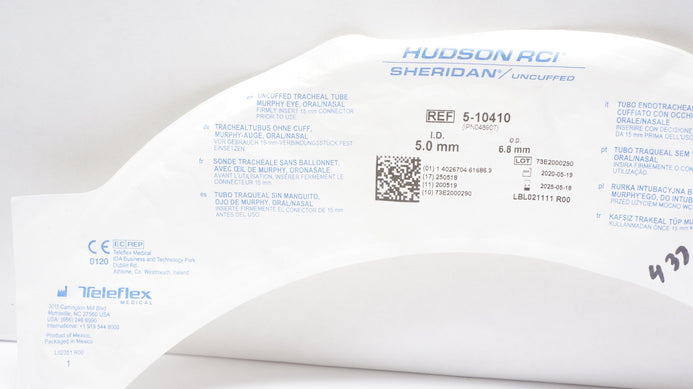 HUDSON RCI®
SHERIDAN®/UNCUFFED
en UNCUFFED TRACHEAL TUBE
MURPHY EYE, ORAL/NASAL
FIRMLY INSERT 15 mm CONNECTOR
PRIOR TO USE
de TRACHEALTUBUS OHNE CUFF,
MURPHY-AUGE, ORAL/NASAL
VOR GEBRAUCH 15 mm-VERBINDUNGSSTÜCK FEST
EINSETZEN.
fr SONDE TRACHÉALE SANS BALLONNET,
AVEC ŒIL DE MURPHY, ORONASALE
AVANT L'UTILISATION, INSÉRER FERMEMENT LE
CONNECTEUR 15 mm
es TUBO TRAQUEAL SIN MANGUITO,
OJO DE MURPHY, ORAL/NASAL
INSERTE FIRMEMENTE EL CONECTOR DE 15 mm
ANTES DEL USO
REF 5-10410
(IPN048907)
I.D.
5.0 mm
O.D.
6.8 mm
LOT 73E2000290
2020-05-19
2025-05-18
LBL021111 R00
(01) 1 4026704 61686 9
(17) 250518
(11) 200519
(10) 73E2000290
it TUBO ENDOTRACHEA
CUFFIATO CON OCCHI
ORALE/NASALE
INSERIRE CON DECISIONE
DA 15 mm PRIMA DELL'USO
pt TUBO TRAQUEAL SEM
ORAL/NASAL
pl RURKA INTUBACYJNA B
MURPHY'EGO, DO INTUB
PRZED UŻYCIEM MOCNO WC
tr KAFSIZ TRAKEAL TÜP MU
KULLANMADAN ÖNCE 15 mm K
437
CE
0120
EC REP
Teleflex Medical
IDA Business and Technology Park
Dublin Rd.
Athlone, Co. Westmeath, Ireland
Teleflex
MEDICAL
3015 Carrington Mill Blvd
Morrisville, NC 27560 USA
USA: (866) 246 6990
International: +1 919 544 8000
Product of Mexico.
Packaged in Mexico.
L02351 R00
1